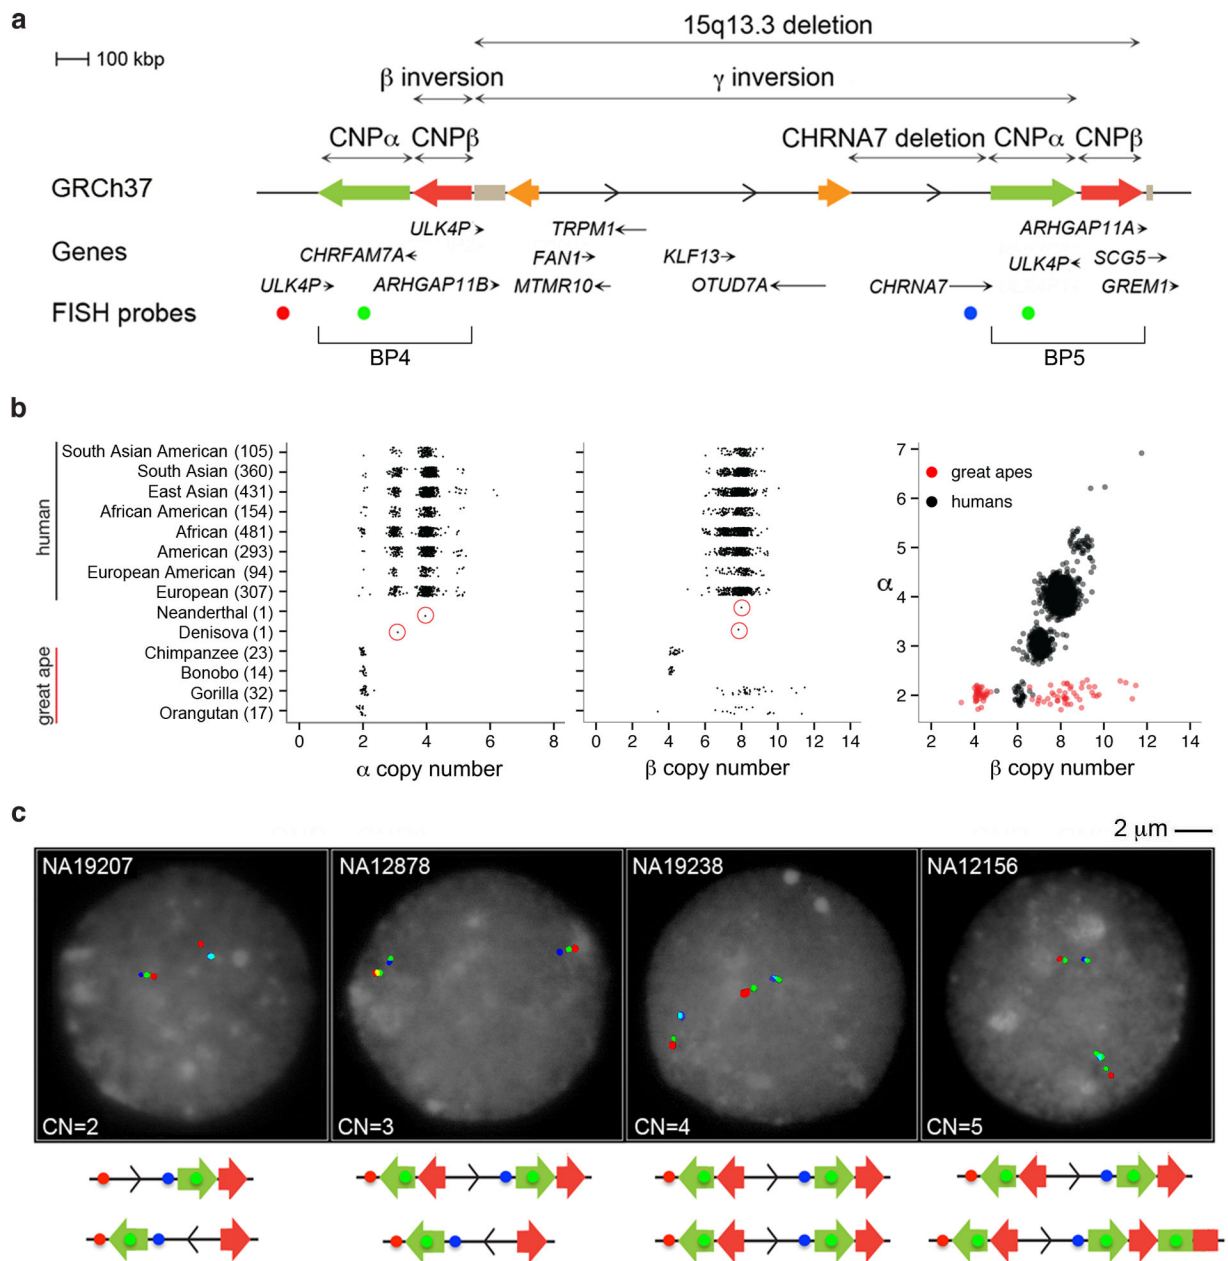 a
15q13.3 deletion
100 kbp
β inversion
γ inversion
CNPα CNPβ CHRNA7 deletion CNPα CNPβ
GRCh37
Genes
ULK4P TRPM1 ARHGAP11A
CHRFAM7A FAN1 KLF13 ULK4P SCG5
ULK4P ARHGAP11B MTMR10 OTUD7A CHRNA7 GREM1
FISH probes
BP4 BP5
b
human
South Asian American (105)
South Asian (360)
East Asian (431)
African American (154)
African (481)
American (293)
European American (94)
European (307)
Neanderthal (1)
Denisova (1)
great ape
Chimpanzee (23)
Bonobo (14)
Gorilla (32)
Orangutan (17)
0 2 4 6 8
α copy number
0 2 4 6 8 10 12 14
β copy number
7
6
5
4
3
2
α
great apes
humans
2 4 6 8 10 12 14
β copy number
c
2 μm
NA19207 NA12878 NA19238 NA12156
CN=2 CN=3 CN=4 CN=5